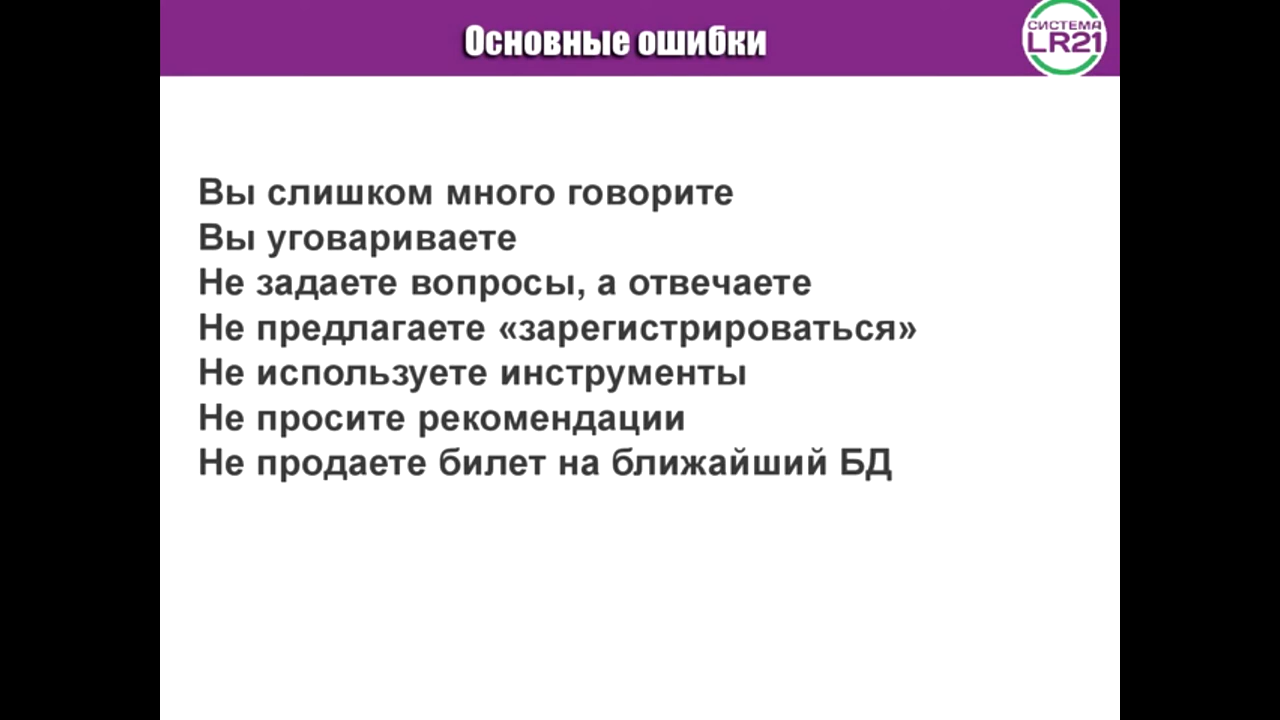 Основные ошибки
СИСТЕМА
LR21
Вы слишком много говорите
Вы уговариваете
Не задаете вопросы, а отвечаете
Не предлагаете «зарегистрироваться»
Не используете инструменты
Не просите рекомендации
Не продаете билет на ближайший БД